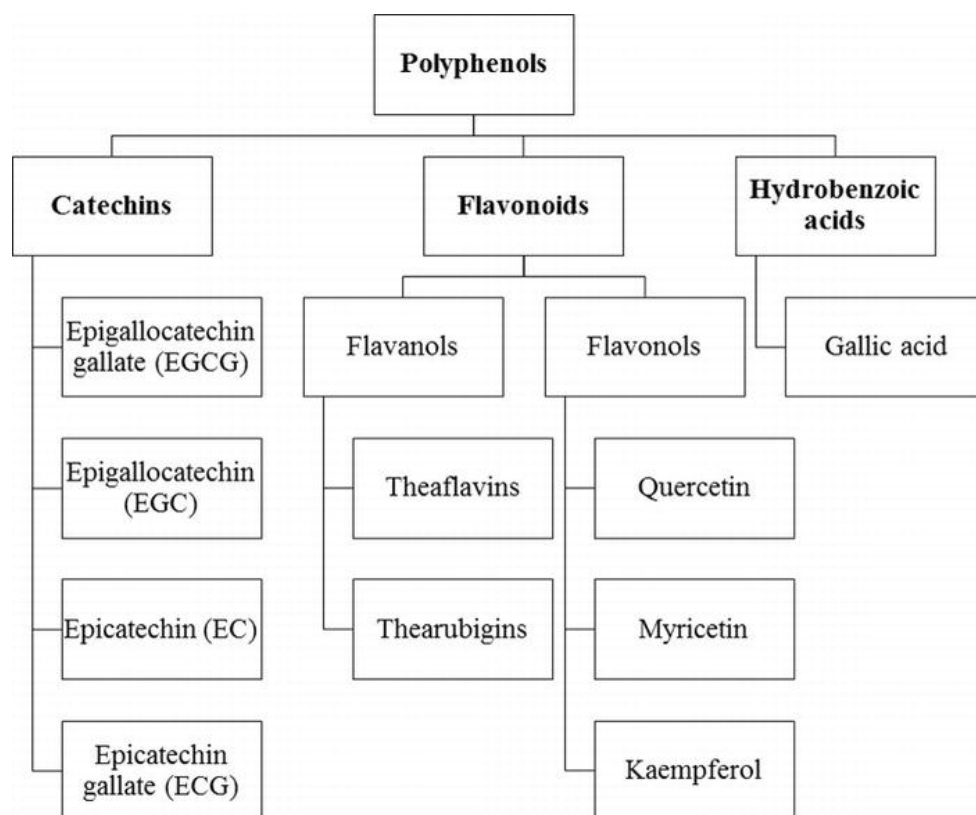 Polyphenols
Catechins
Flavonoids
Hydrobenzoic
acids
Epigallocatechin
gallate (EGCG)
Flavanols
Flavonols
Gallic acid
Epigallocatechin
(EGC)
Theaflavins
Quercetin
Epicatechin (EC)
Thearubigins
Myricetin
Epicatechin
gallate (ECG)
Kaempferol